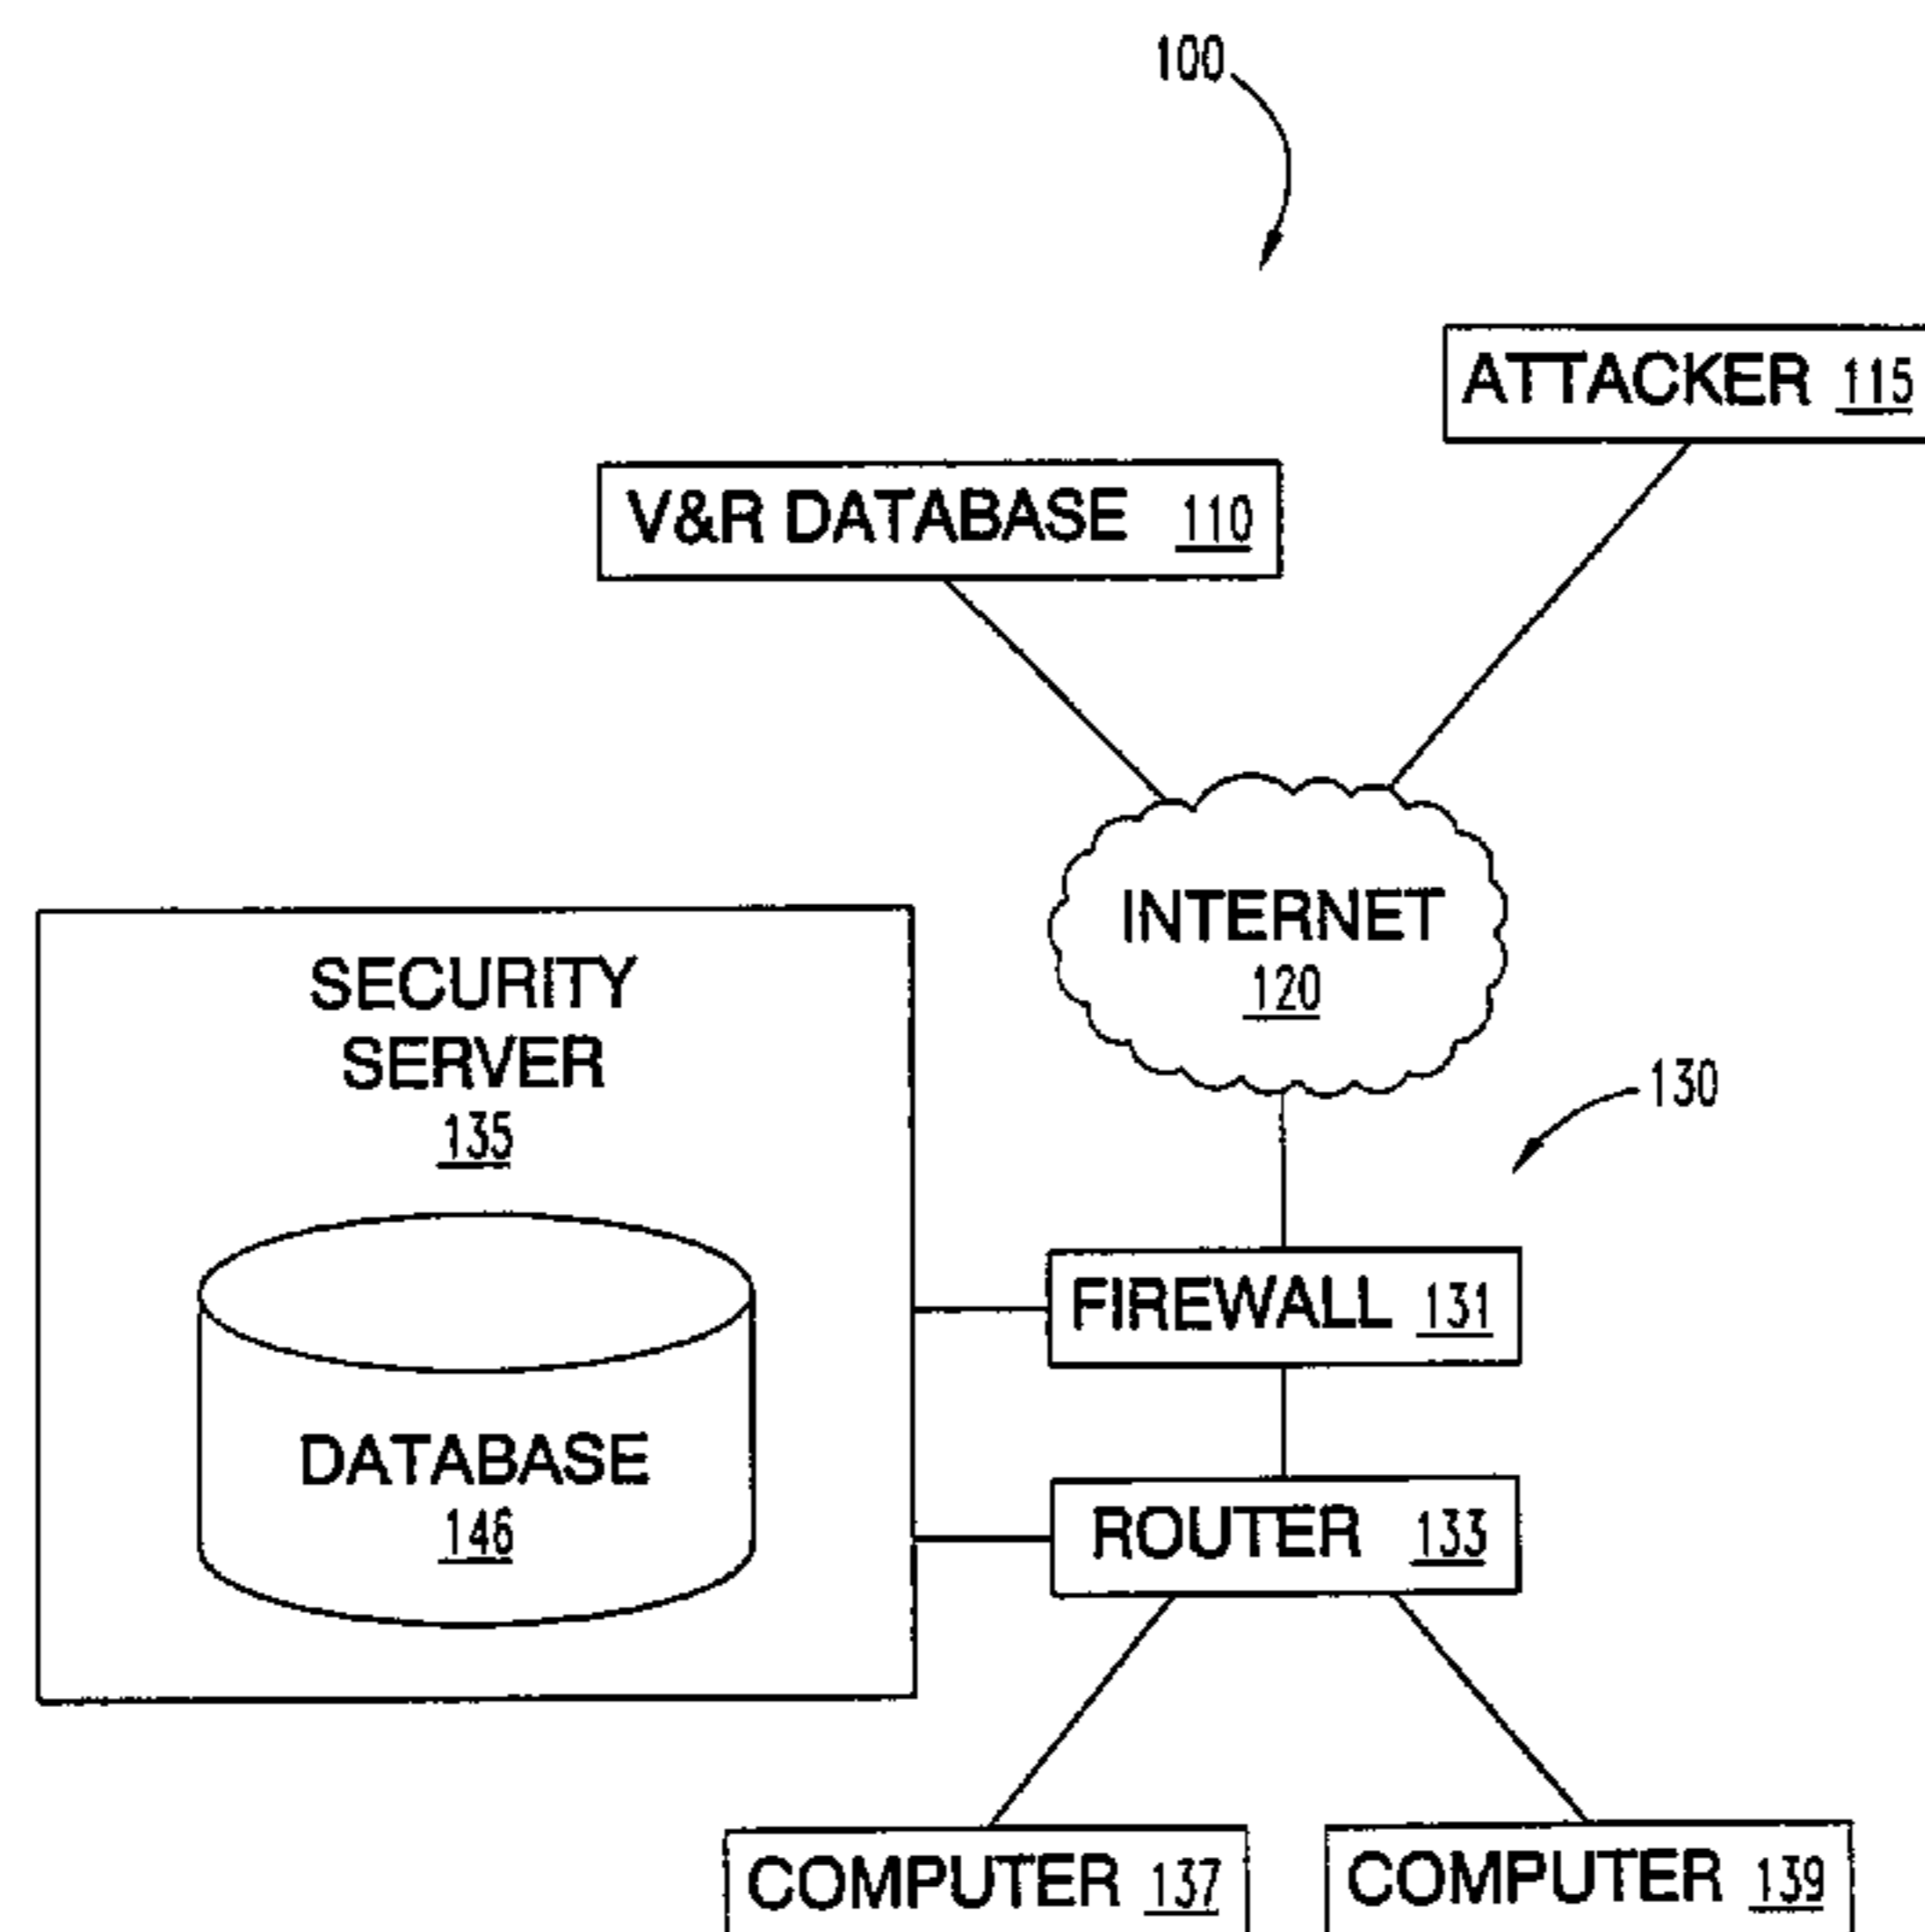 100
ATTACKER 115
V&R DATABASE 110
INTERNET
120
SECURITY
SERVER
135
130
FIREWALL 131
DATABASE
146
ROUTER 133
COMPUTER 137
COMPUTER 139